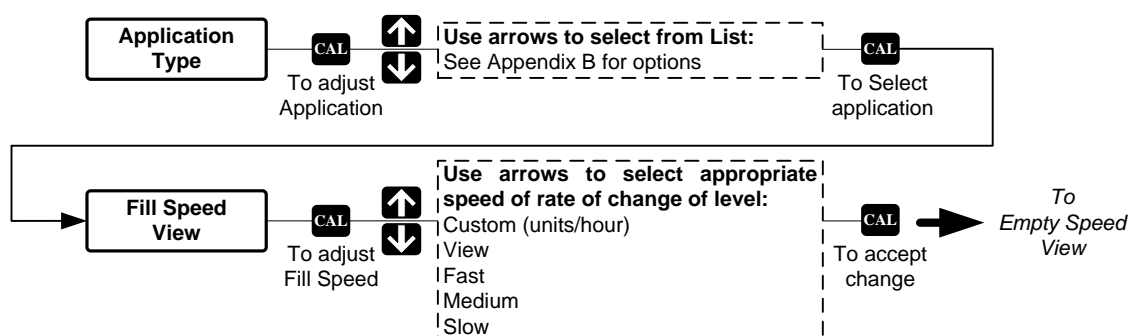 Application
Type
CAL
To adjust
Application
Use arrows to select from List:
See Appendix B for options
CAL
To Select
application
Fill Speed
View
CAL
To adjust
Fill Speed
Use arrows to select appropriate
speed of rate of change of level:
Custom (units/hour)
View
Fast
Medium
Slow
CAL
To accept
change
To
Empty Speed
View